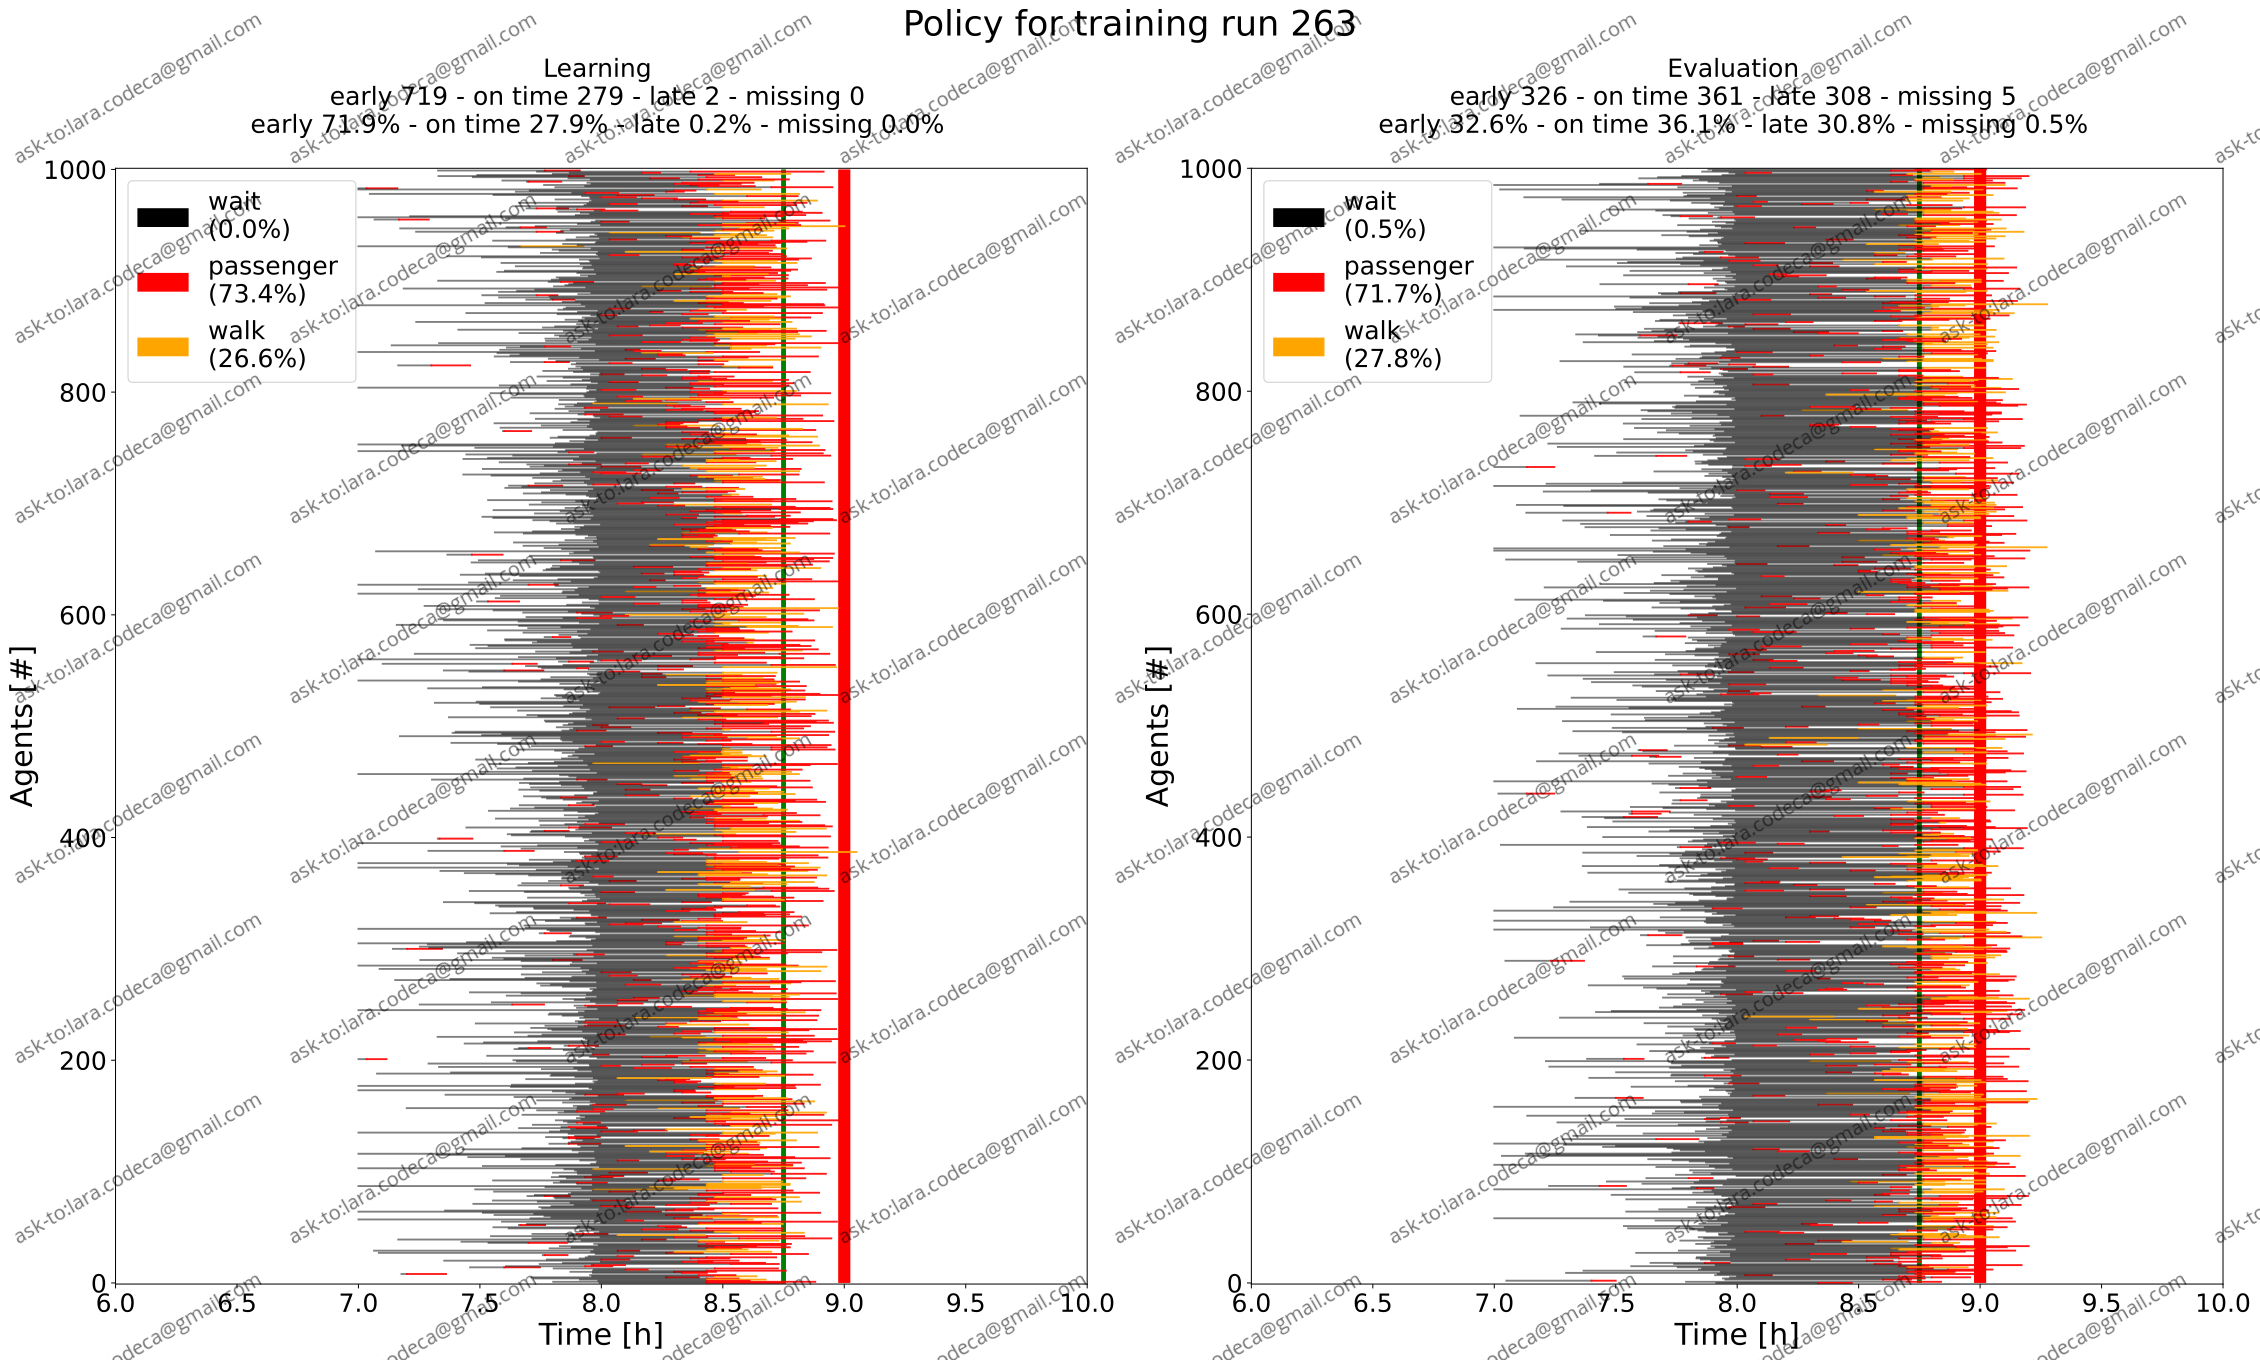 Policy for training run 263
Learning
early 719 - on time 279 - late 2 - missing 0
early 71.9% - on time 27.9% - late 0.2% - missing 0.0%
1000
800
600
400
200
0
Agents [#]
wait
(0.0%)
passenger
(73.4%)
walk
(26.6%)
6.0 6.5 7.0 7.5 8.0 8.5 9.0 9.5 10.0
Time [h]
Evaluation
early 326 - on time 361 - late 308 - missing 5
early 32.6% - on time 36.1% - late 30.8% - missing 0.5%
1000
800
600
400
200
0
Agents [#]
wait
(0.5%)
passenger
(71.7%)
walk
(27.8%)
6.0 6.5 7.0 7.5 8.0 8.5 9.0 9.5 10.0
Time [h]
ask-to:lara.codeca@gmail.com